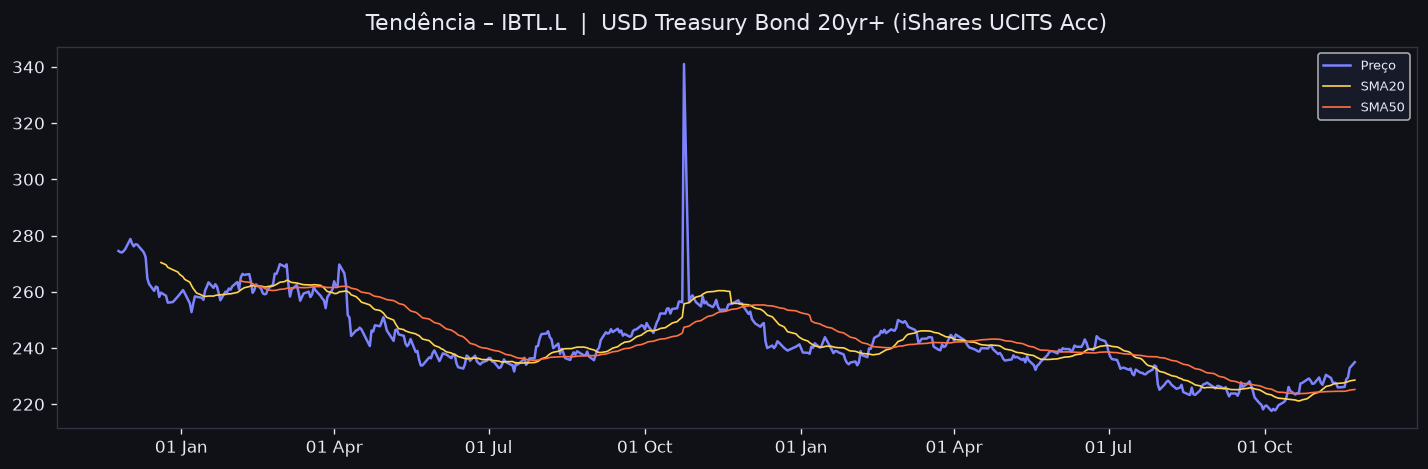 Tendência – IBTL.L | USD Treasury Bond 20yr+ (iShares UCITS Acc)
340
320
300
280
260
240
220
Preço
SMA20
SMA50
01 Jan
01 Apr
01 Jul
01 Oct
01 Jan
01 Apr
01 Jul
01 Oct